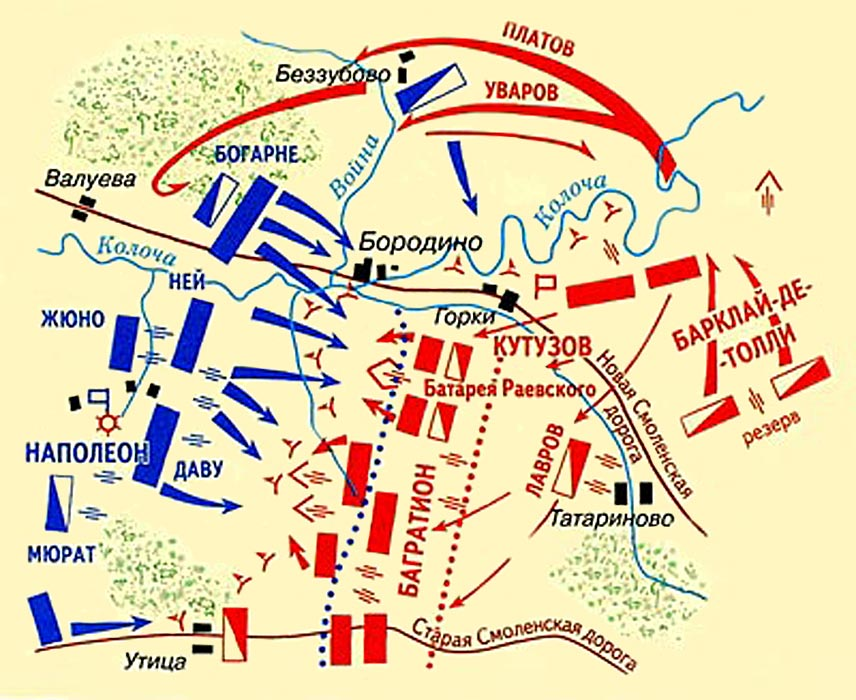 ПЛАТОВ
Беззубово
УВАРОВ
БОГАРНЕ
Война
Валуева
Колоча
Колоча
Бородино
НЕЙ
ЖЮНО
Горки
КУТУЗОВ
БАРКЛАЙ-ДЕ-
-ТОЛЛИ
Батарея Раевского
Новая Смоленская
дорога
резерв
НАПОЛЕОН
ДАВУ
ЛАВРОВ
БАГРАТИОН
Татариново
МЮРАТ
Утица
Старая Смоленская дорога